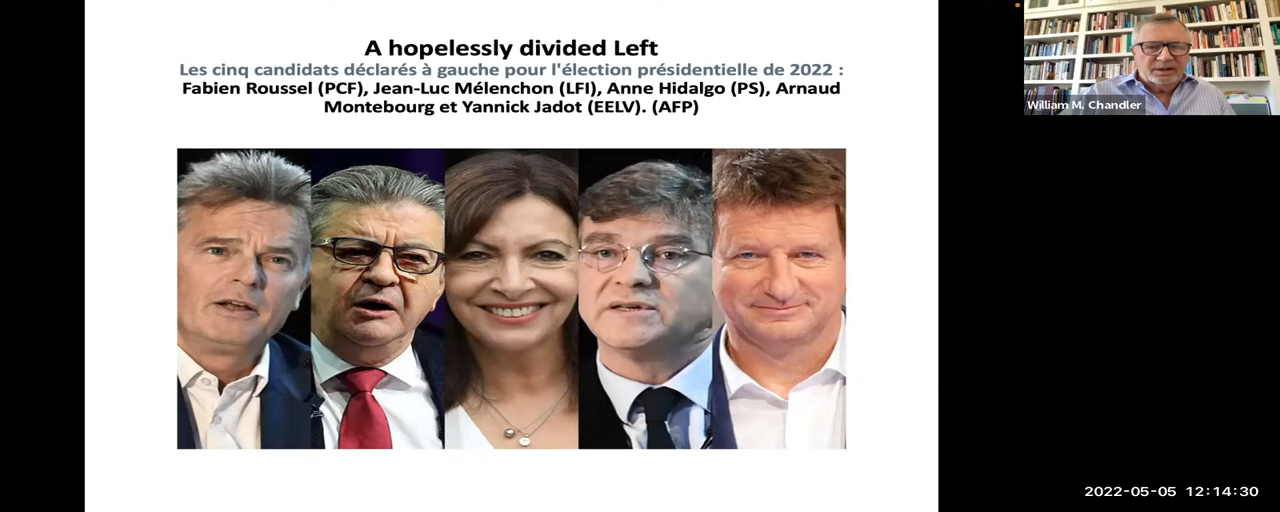 A hopelessly divided Left
Les cinq candidats déclarés à gauche pour l'élection présidentielle de 2022 :
Fabien Roussel (PCF), Jean-Luc Mélenchon (LFI), Anne Hidalgo (PS), Arnaud
Montebourg et Yannick Jadot (EELV). (AFP)
William M. Chandler
2022-05-05 12:14:30